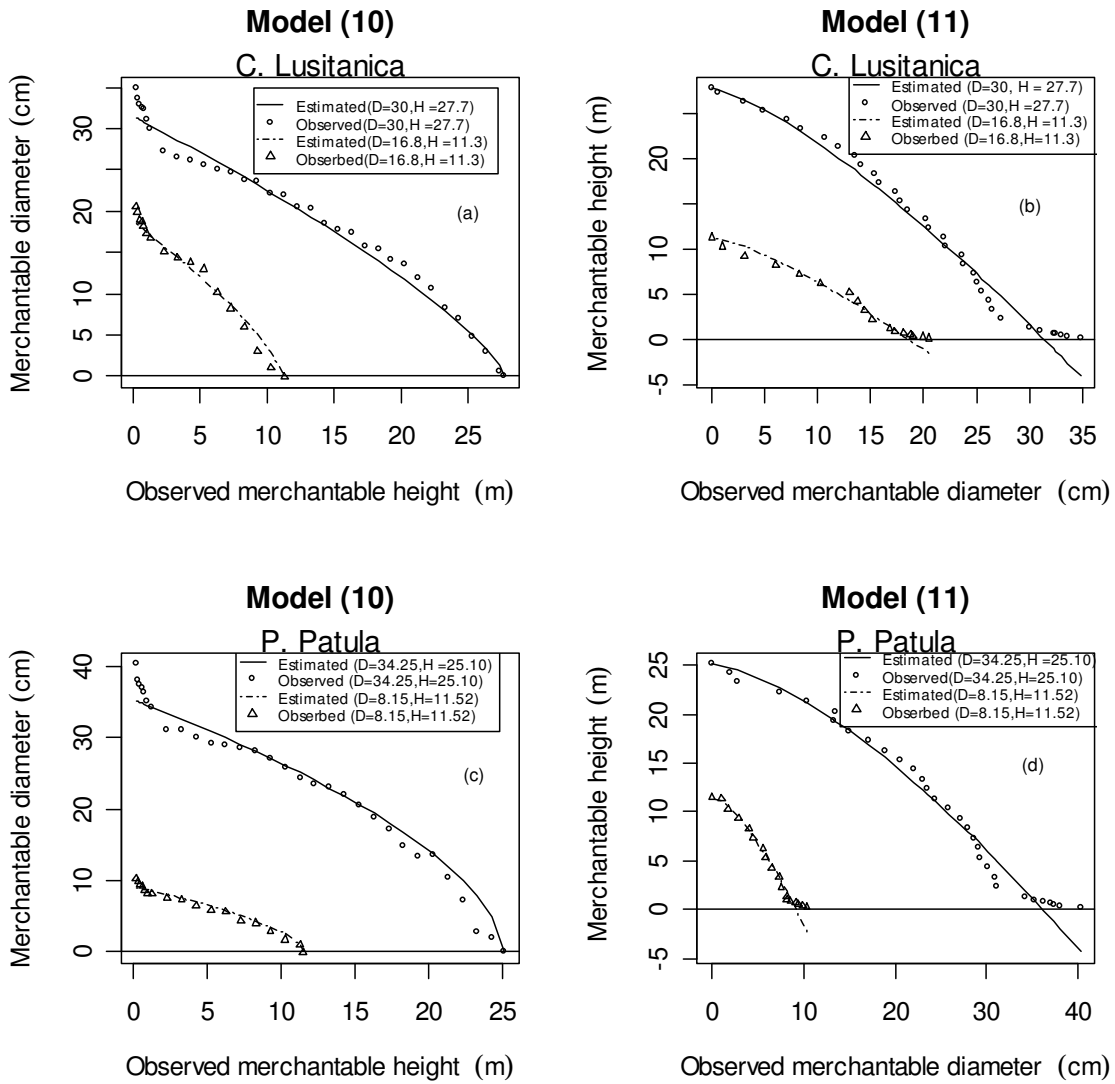 Model (10)
C. Lusitanica
Merchantable diameter (cm)
30
20
10
5
0
Estimated(D=30,H =27.7)
Observed(D=30,H =27.7)
Estimated(D=16.8,H =11.3)
Obserbed(D=16.8,H =11.3)
(a)
0 5 10 15 20 25
Observed merchantable height (m)
Model (11)
C. Lusitanica
Merchantable height (m)
20
10
5
0
-5
Estimated (D=30, H = 27.7)
Observed (D=30,H =27.7)
Estimated (D=16.8,H =11.3)
Obserbed (D=16.8,H =11.3)
(b)
0 5 10 15 20 25 30 35
Observed merchantable diameter (cm)
Model (10)
P. Patula
Merchantable diameter (cm)
40
30
20
10
0
Estimated (D=34.25,H =25.10)
Observed (D=34.25,H=25.10)
Estimated (D=8.15,H=11.52)
Obserbed (D=8.15,H=11.52)
(c)
0 5 10 15 20 25
Observed merchantable height (m)
Model (11)
P. Patula
Merchantable height (m)
25
20
15
10
5
0
-5
Estimated (D=34.25,H=25.10)
Observed (D=34.25,H=25.10)
Estimated(D=8.15,H=11.52)
Obserbed (D=8.15,H=11.52)
(d)
0 10 20 30 40
Observed merchantable diameter (cm)